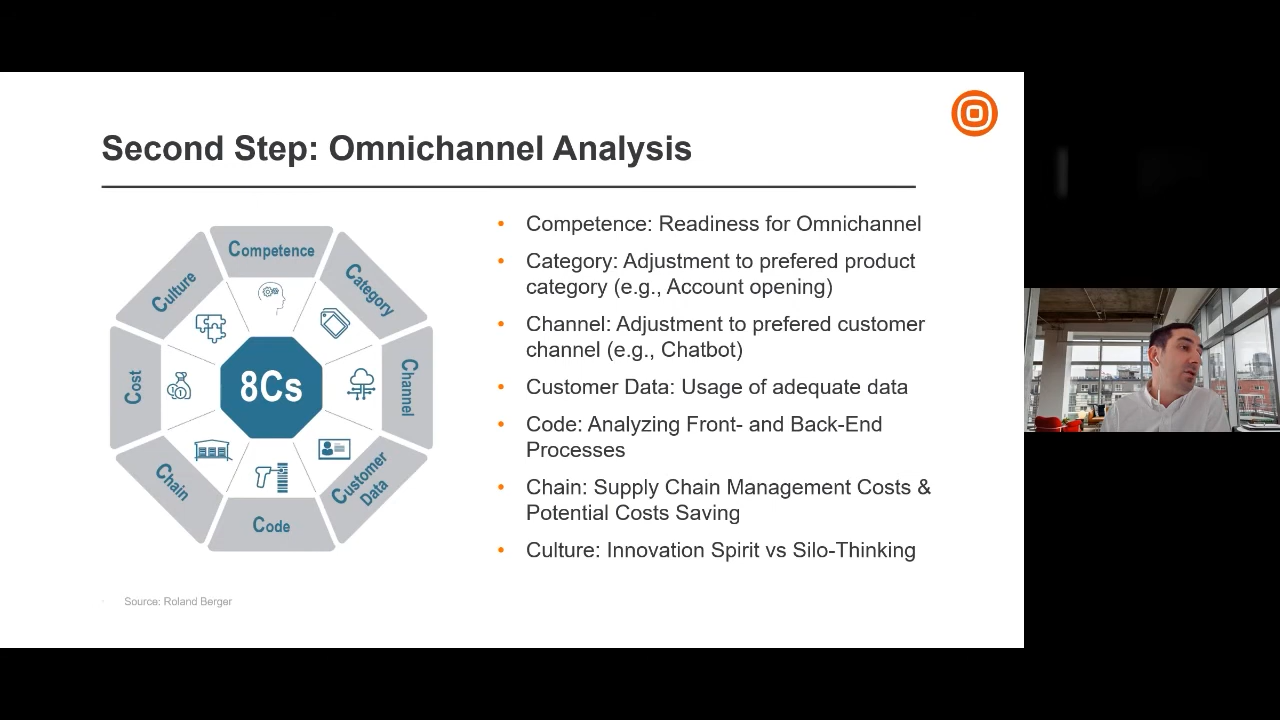 Second Step: Omnichannel Analysis
Competence
Category
Channel
Customer
Data
Code
Chain
Cost
Culture
8Cs
• Competence: Readiness for Omnichannel
• Category: Adjustment to prefered product
category (e.g., Account opening)
• Channel: Adjustment to prefered customer
channel (e.g., Chatbot)
• Customer Data: Usage of adequate data
• Code: Analyzing Front- and Back-End
Processes
• Chain: Supply Chain Management Costs &
Potential Costs Saving
• Culture: Innovation Spirit vs Silo-Thinking
Source: Roland Berger